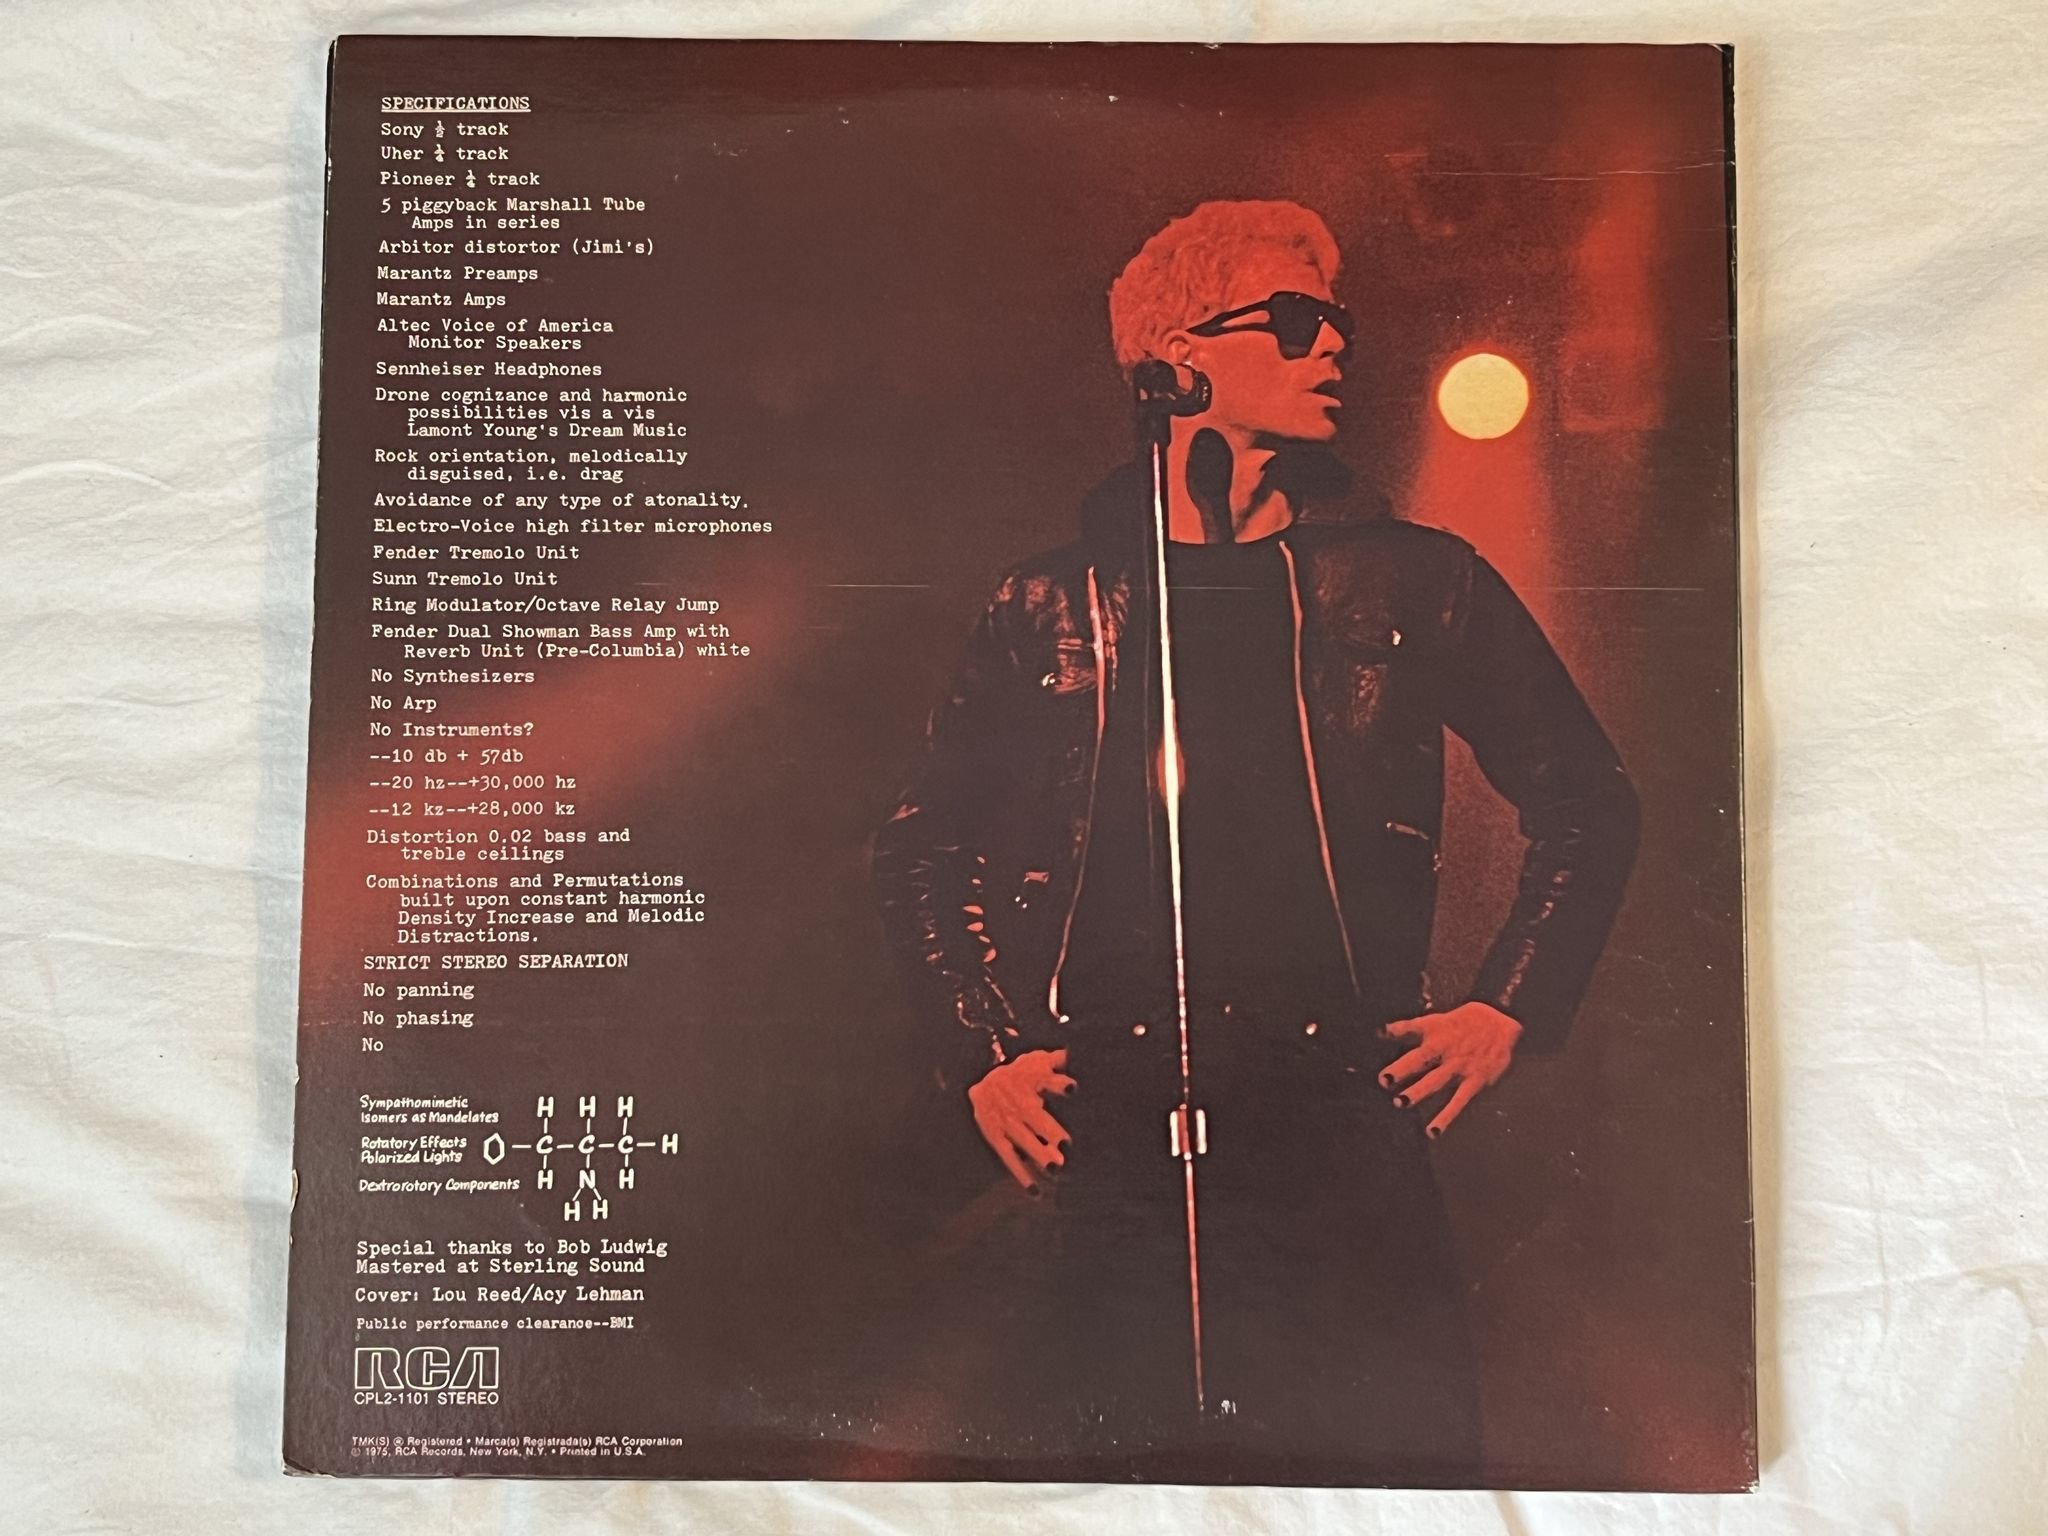 SPECIFICATIONS
Sony ½ track
Uher ¼ track
Pioneer ¼ track
5 piggyback Marshall Tube
Amps in series
Arbitor distortor (Jimi's)
Marantz Preamps
Marantz Amps
Altec Voice of America
Monitor Speakers
Sennheiser Headphones
Drone cognizance and harmonic
possibilities vis a vis
Lamont Young's Dream Music
Rock orientation, melodically
disguised, i.e. drag
Avoidance of any type of atonality.
Electro-Voice high filter microphones
Fender Tremolo Unit
Sunn Tremolo Unit
Ring Modulator/Octave Relay Jump
Fender Dual Showman Bass Amp with
Reverb Unit (Pre-Columbia) white
No Synthesizers
No Arp
No Instruments?
--10 db + 57db
--20 hz--+30,000 hz
--12 kz--+28,000 kz
Distortion 0.02 bass and
treble ceilings
Combinations and Permutations
built upon constant harmonic
Density Increase and Melodic
Distractions.
STRICT STEREO SEPARATION
No panning
No phasing
No
Sympathomimetic
Isomers as Mandelates
Rotatory Effects
Polarized Lights
Dextrorotory Components
H H H
C-C-C-H
H N H
H H
Special thanks to Bob Ludwig
Mastered at Sterling Sound
Cover: Lou Reed/Acy Lehman
Public performance clearance--BMI
RCA
CPL2-1101 STEREO
TMK(S) ® Registered • Marca(s) Registrada(s) RCA Corporation
© 1975, RCA Records, New York, N.Y. • Printed in U.S.A.